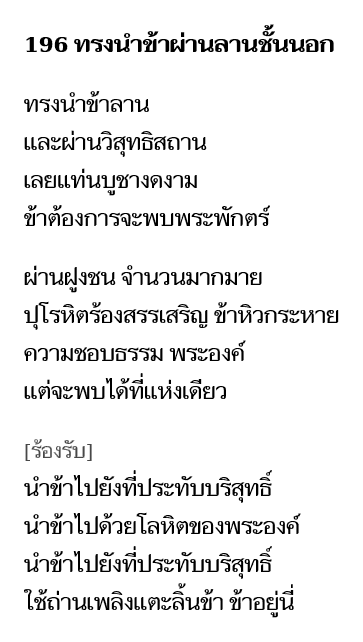 196 ทรงนำข้าผ่านลานชั้นนอก
ทรงนำข้าลาน
และผ่านวิสุทธิสถาน
เลยแท่นบูชางดงาม
ข้าต้องการจะพบพระพักตร์
ผ่านฝูงชน จำนวนมากมาย
ปุโรหิตร้องสรรเสริญ ข้าหิวกระหาย
ความชอบธรรม พระองค์
แต่จะพบได้ที่แห่งเดียว
[ร้องรับ]
นำข้าไปยังที่ประทับบริสุทธิ์
นำข้าไปด้วยโลหิตของพระองค์
นำข้าไปยังที่ประทับบริสุทธิ์
ใช้ถ่านเพลิงแตะลิ้นข้า ข้าอยู่นี่